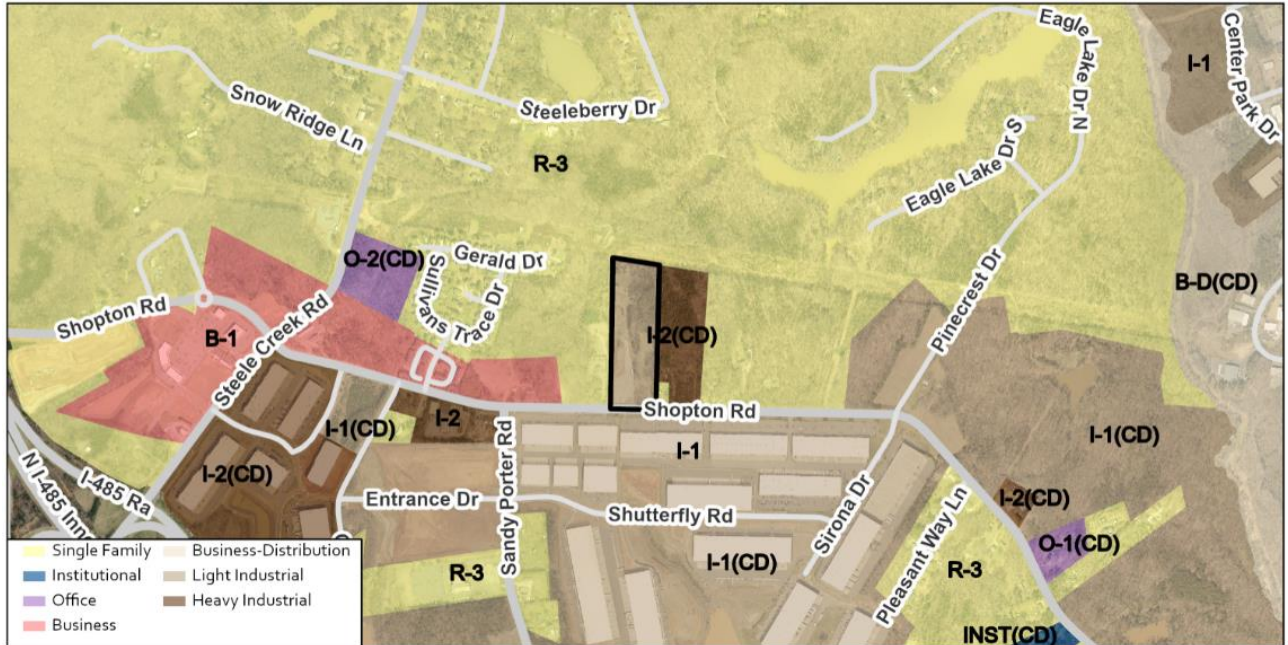 Eagle Lake Dr N
Center Park Dr
I-1
Snow Ridge Ln
Steeleberry Dr
R-3
Eagle Lake Dr S
O-2(CD)
Gerald Dr
Sullivans Trace Dr
Pinecrest Dr
B-D(CD)
Shopton Rd
B-1
Steele Creek Rd
I-2(CD)
Shopton Rd
I-1(CD)
I-2
I-1
I-1(CD)
I-2(CD)
I-485 Ra
N I-485 Inne
Entrance Dr
Sandy Porter Rd
Shutterfly Rd
Sirona Dr
Pleasant Way Ln
I-2(CD)
O-1(CD)
I-1(CD)
R-3
R-3
INST(CD)
Single Family
Institutional
Office
Business
Business-Distribution
Light Industrial
Heavy Industrial